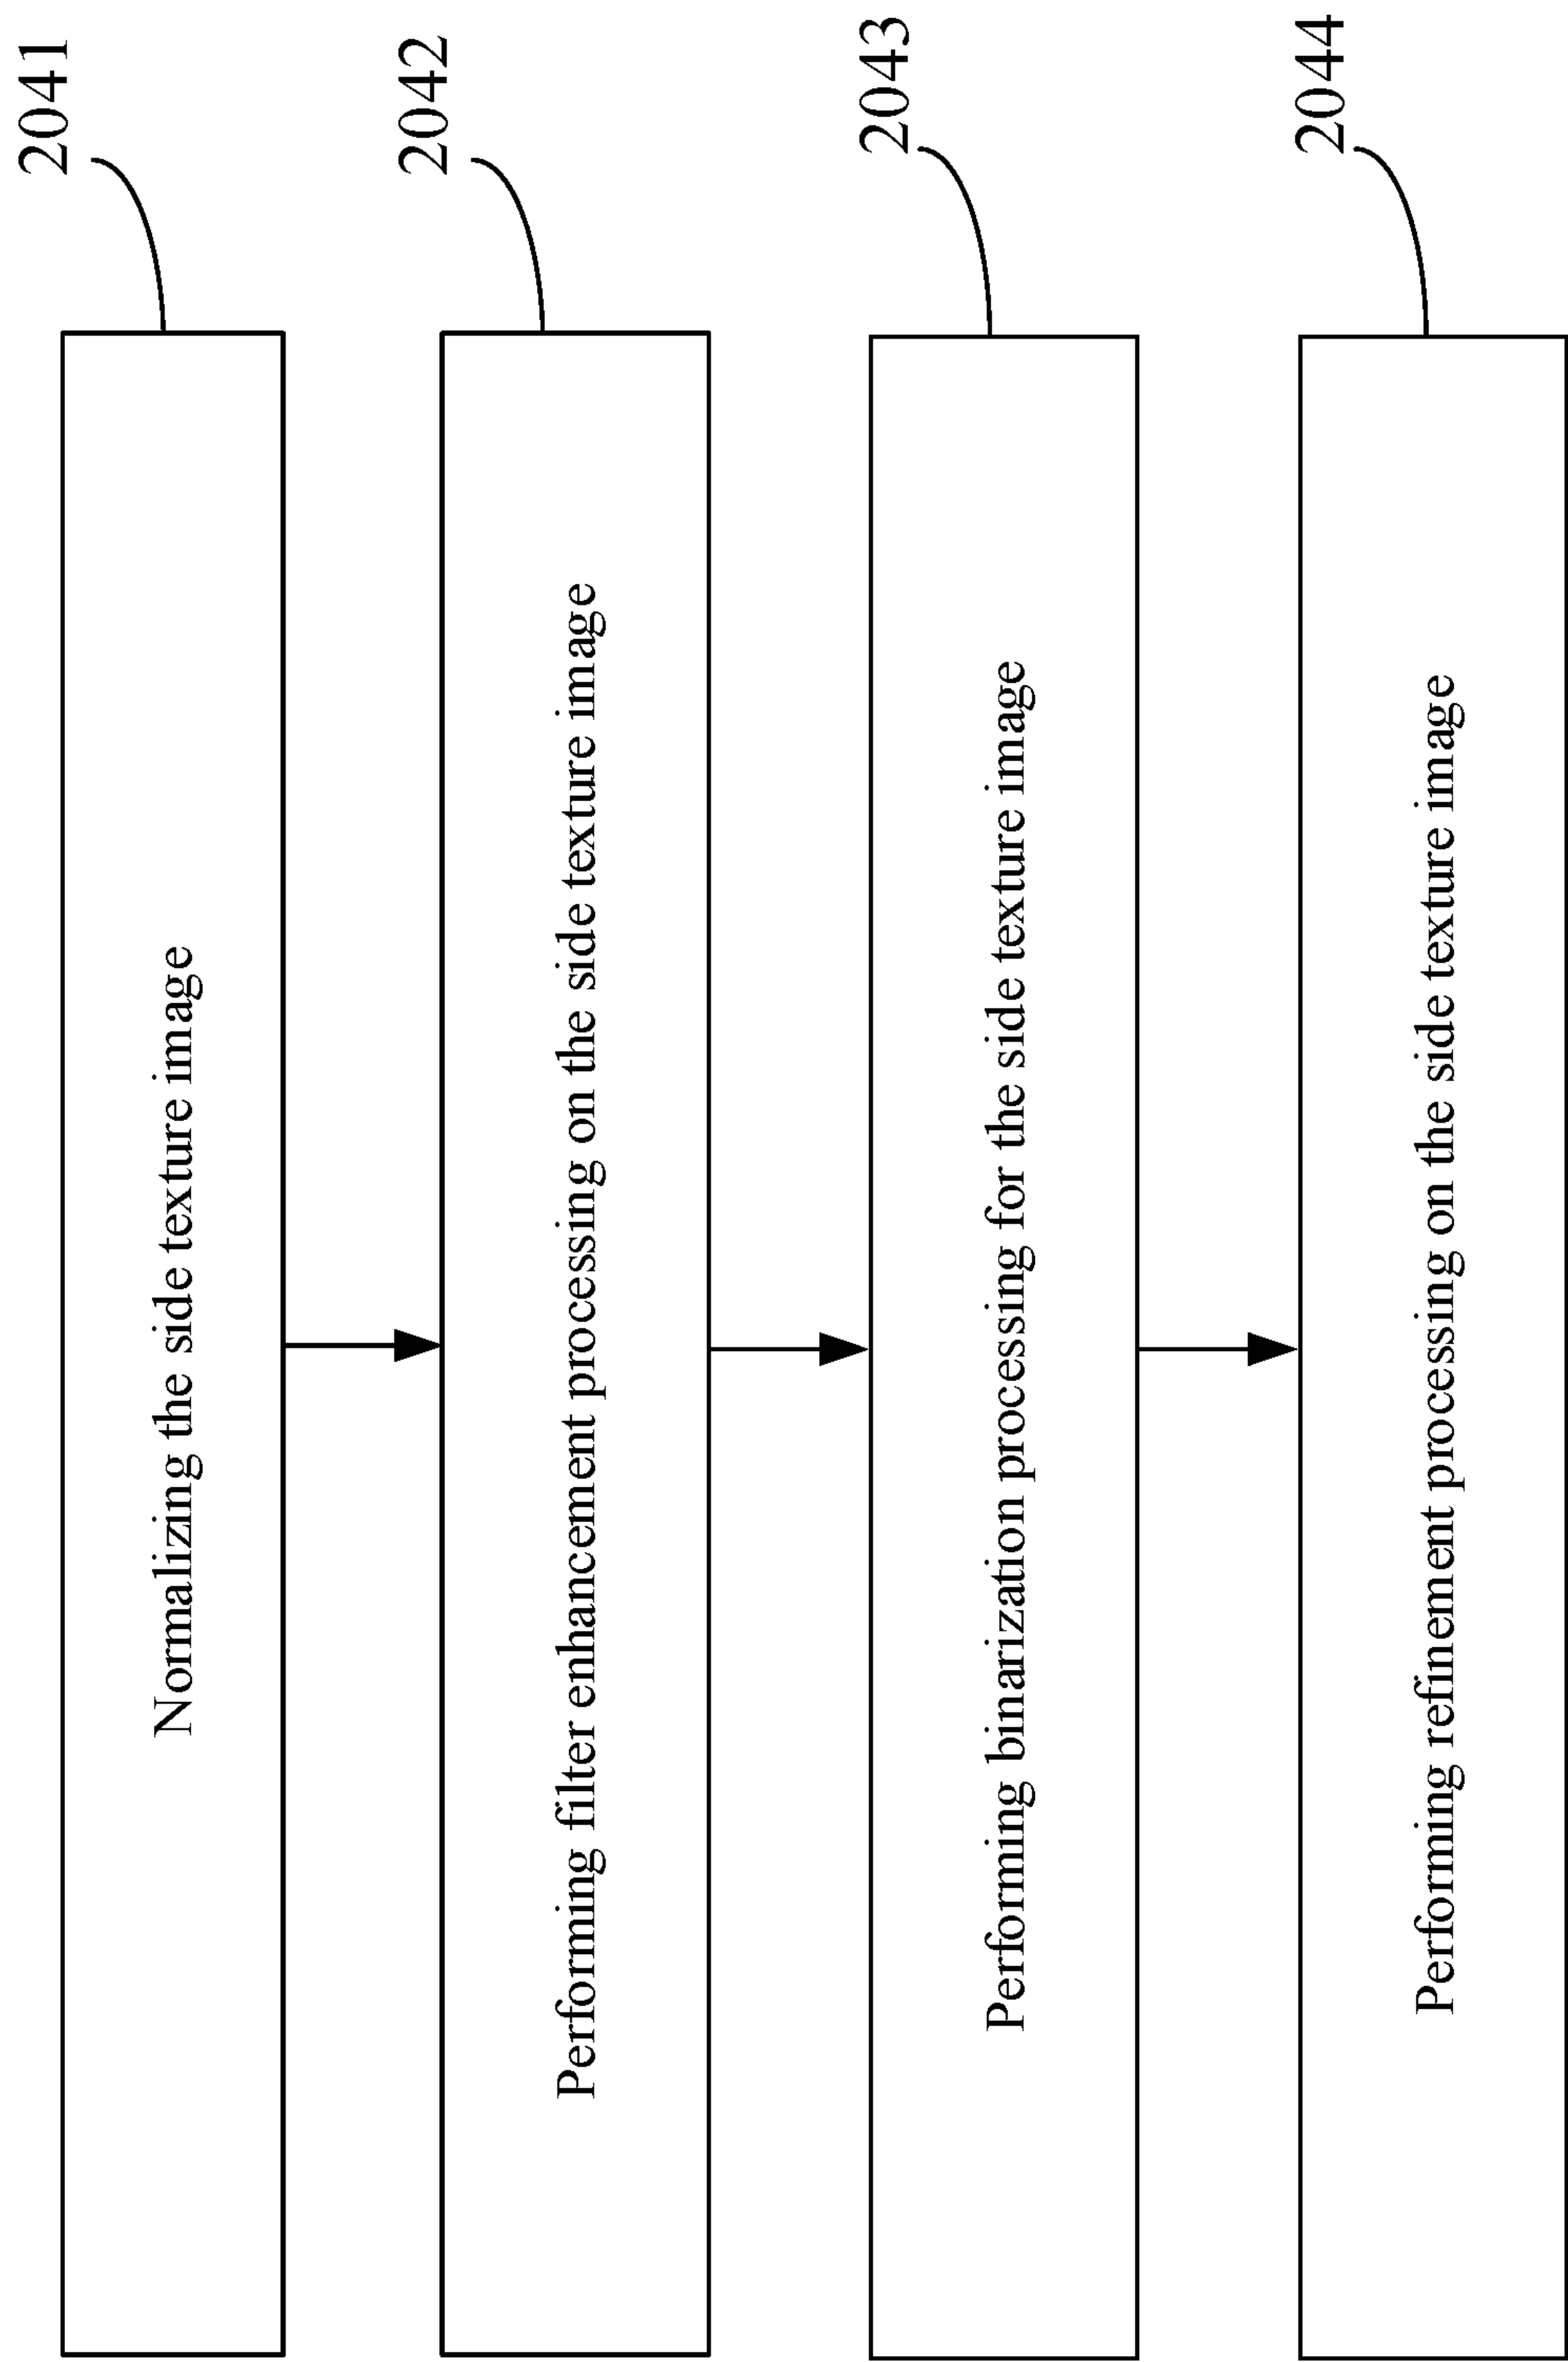 Normalizing the side texture image
2041
Performing filter enhancement processing on the side texture image
2042
Performing binarization processing for the side texture image
2043
Performing refinement processing on the side texture image
2044